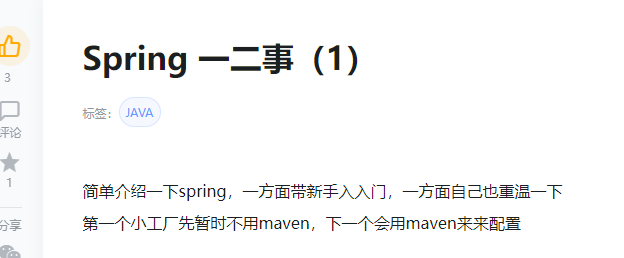 Spring 一二事（1）
3
标签：
JAVA
评论
1
简单介绍一下spring，一方面带新手入入门，一方面自己也重温一下
第一个小工厂先暂时不用maven，下一个会用maven来来配置
分享